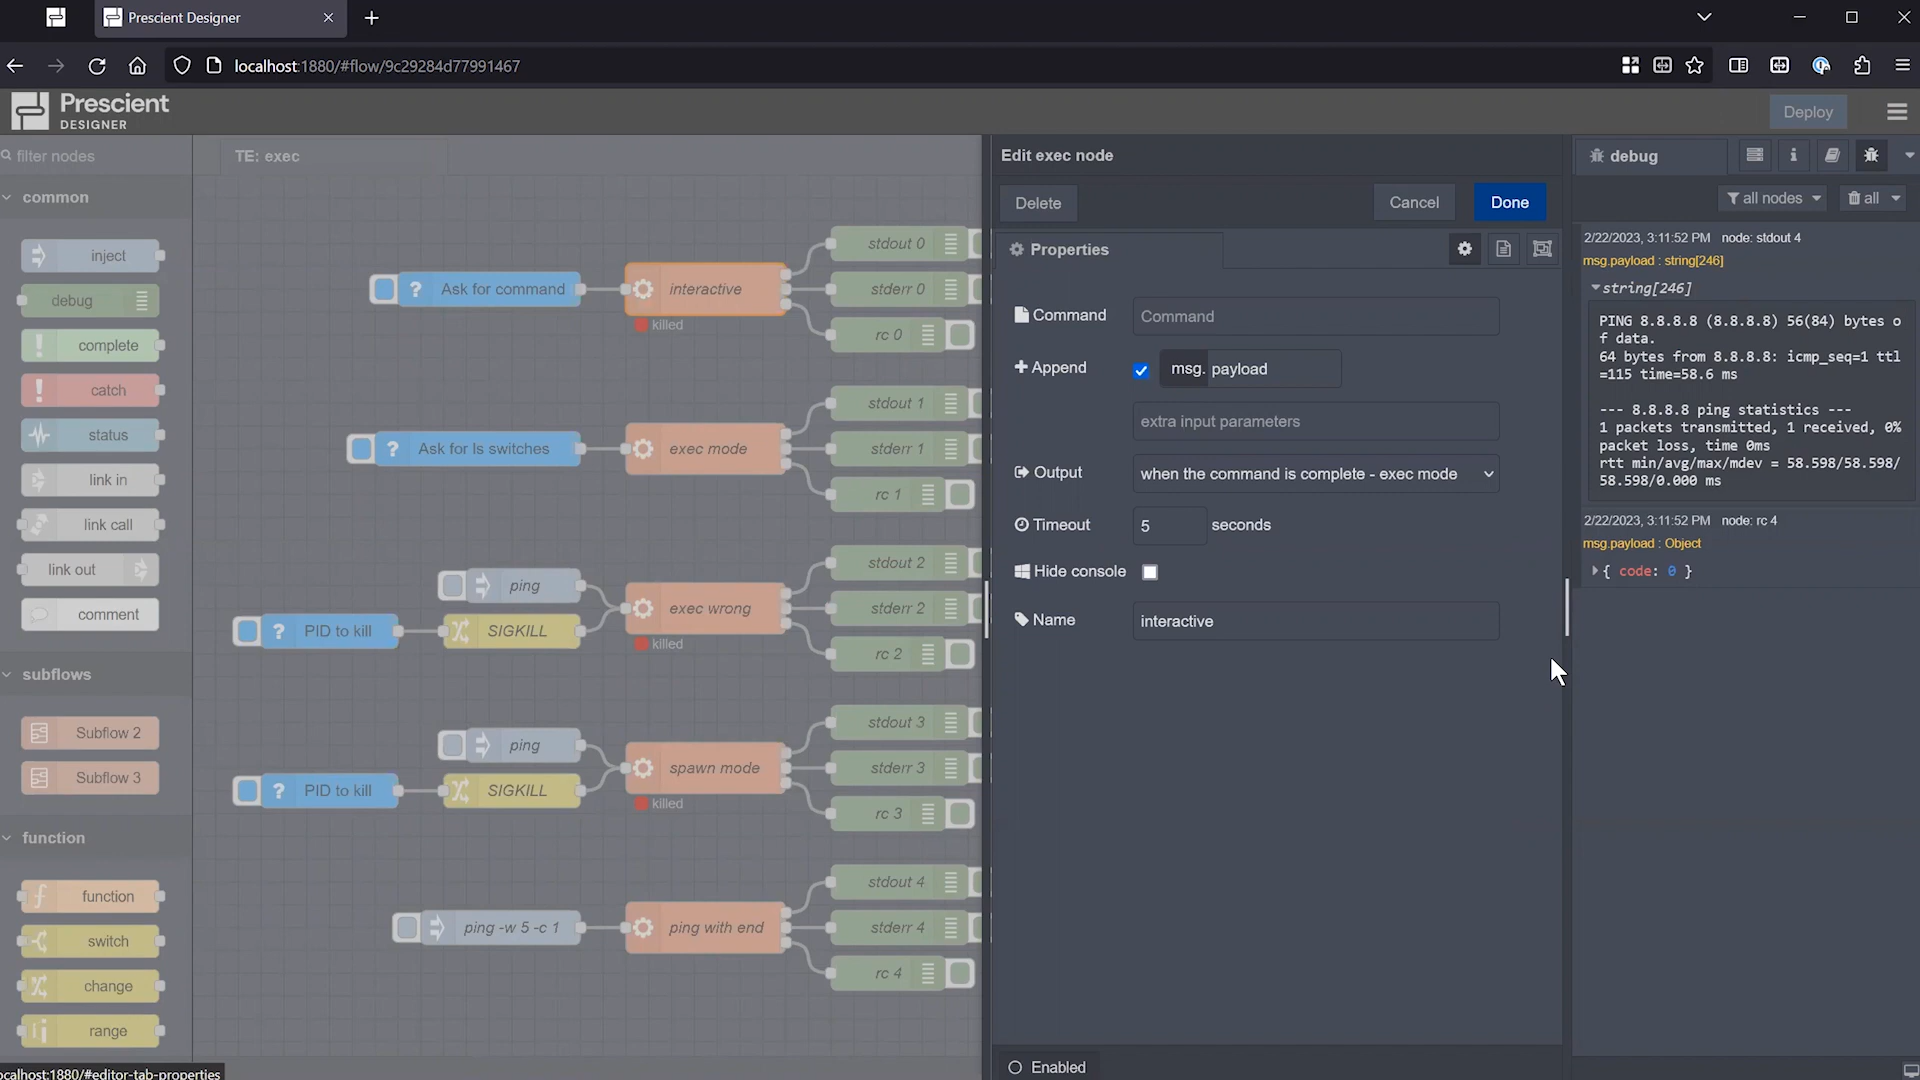 Prescient Designer
localhost:1880/#flow/9c29284d77991467
Prescient
DESIGNER
Deploy
filter nodes
TE: exec
Edit exec node
debug
i
Delete
Cancel
Done
all nodes
all
common
Properties
inject
debug
complete
catch
status
link in
link call
link out
comment
subflows
Subflow 2
Subflow 3
function
function
switch
change
range
Ask for command
interactive
killed
stdout 0
stderr 0
rc 0
Ask for ls switches
exec mode
stdout 1
stderr 1
rc 1
ping
PID to kill
SIGKILL
exec wrong
killed
stdout 2
stderr 2
rc 2
ping
PID to kill
SIGKILL
spawn mode
killed
stdout 3
stderr 3
rc 3
ping -w 5 -c 1
ping with end
stdout 4
stderr 4
rc 4
Command
Command
Append
msg. payload
extra input parameters
Output
when the command is complete - exec mode
Timeout
5
seconds
Hide console
Name
interactive
Enabled
2/22/2023, 3:11:52 PM node: stdout 4
msg.payload : string[246]
string[246]
PING 8.8.8.8 (8.8.8.8) 56(84) bytes o
f data.
64 bytes from 8.8.8.8: icmp_seq=1 ttl
=115 time=58.6 ms
--- 8.8.8.8 ping statistics ---
1 packets transmitted, 1 received, 0%
packet loss, time 0ms
rtt min/avg/max/mdev = 58.598/58.598/
58.598/0.000 ms
2/22/2023, 3:11:52 PM node: rc 4
msg.payload : Object
{ code: 0 }
ocalhost:1880/#editor-tab-properties